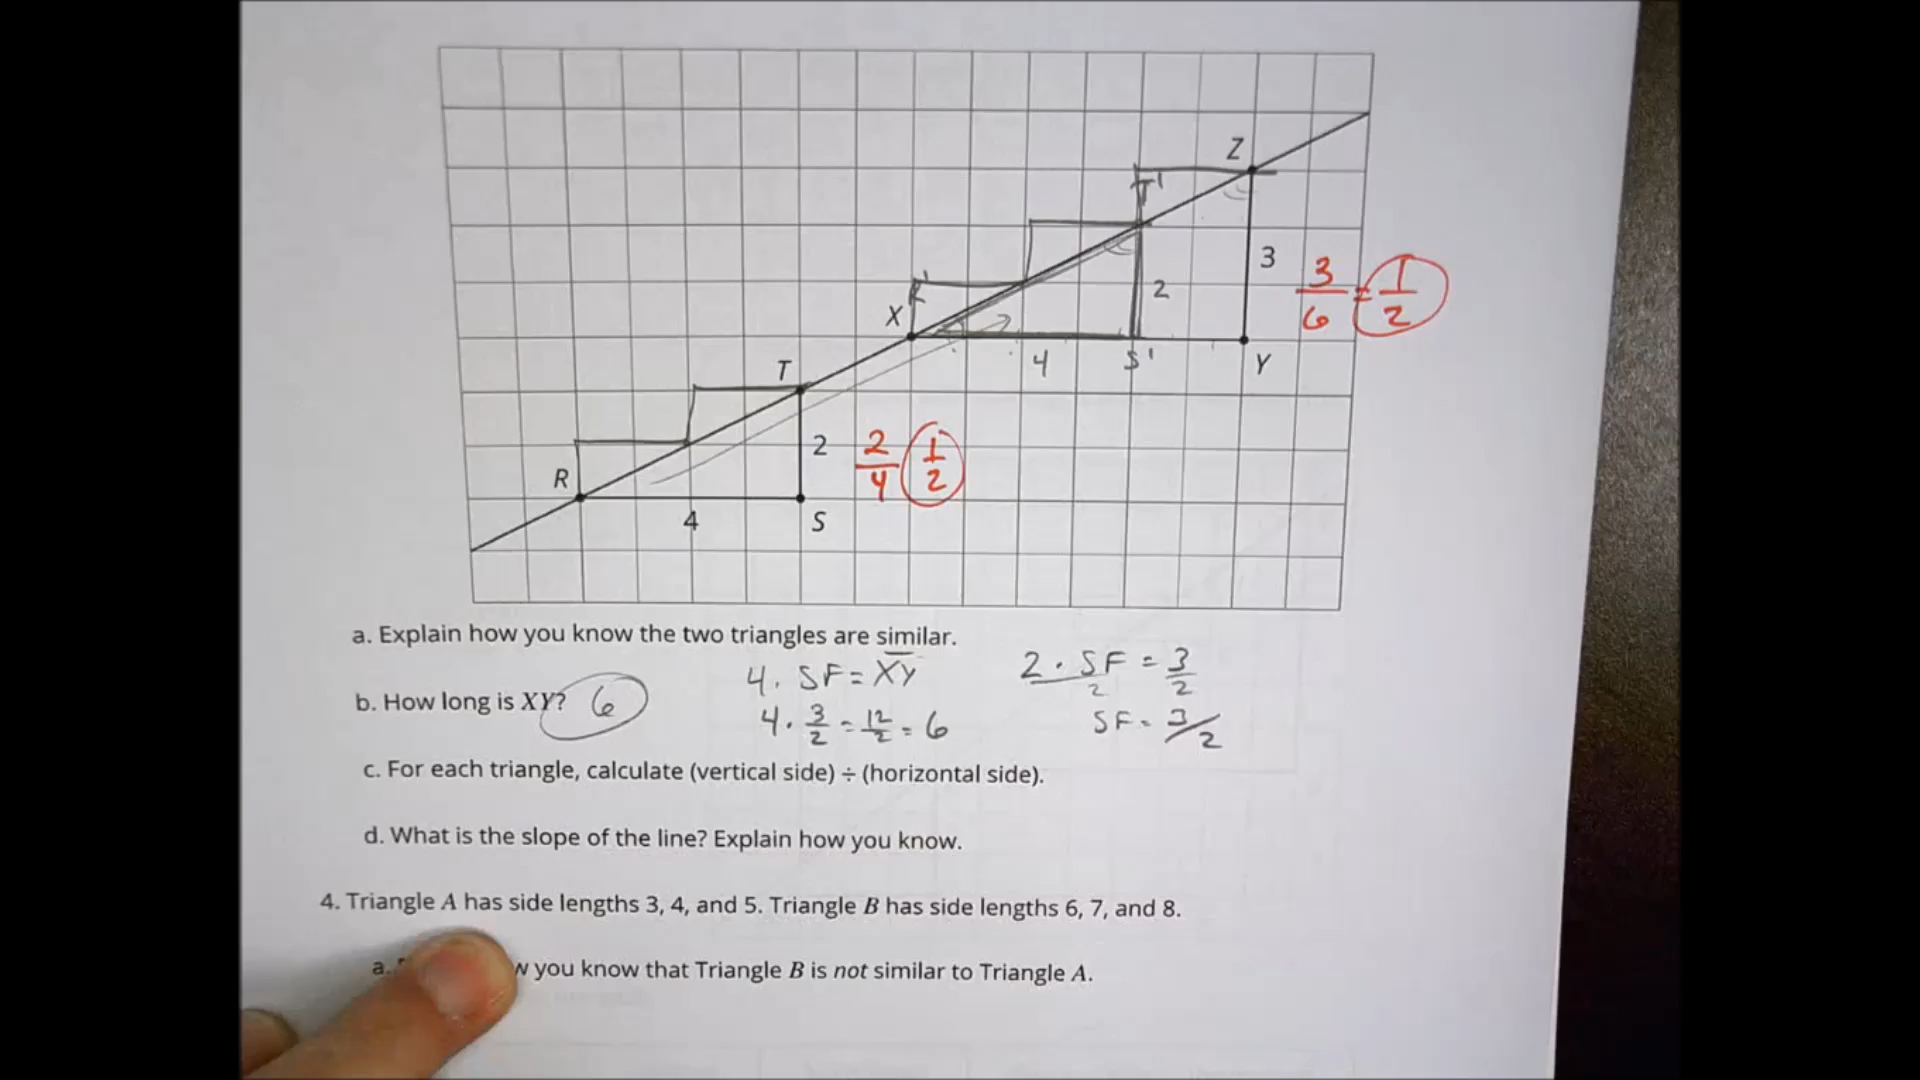 Z
T'
3
3/6 = 1/2
R'
2
X
4
S'
Y
T
2
2/4 1/2
R
4
S
a. Explain how you know the two triangles are similar.
4 · SF = XY
2 · SF = 3
2 2
b. How long is XY? 6
4 · 3/2 = 12/2 = 6
SF = 3/2
c. For each triangle, calculate (vertical side) ÷ (horizontal side).
d. What is the slope of the line? Explain how you know.
4. Triangle A has side lengths 3, 4, and 5. Triangle B has side lengths 6, 7, and 8.
a. you know that Triangle B is not similar to Triangle A.